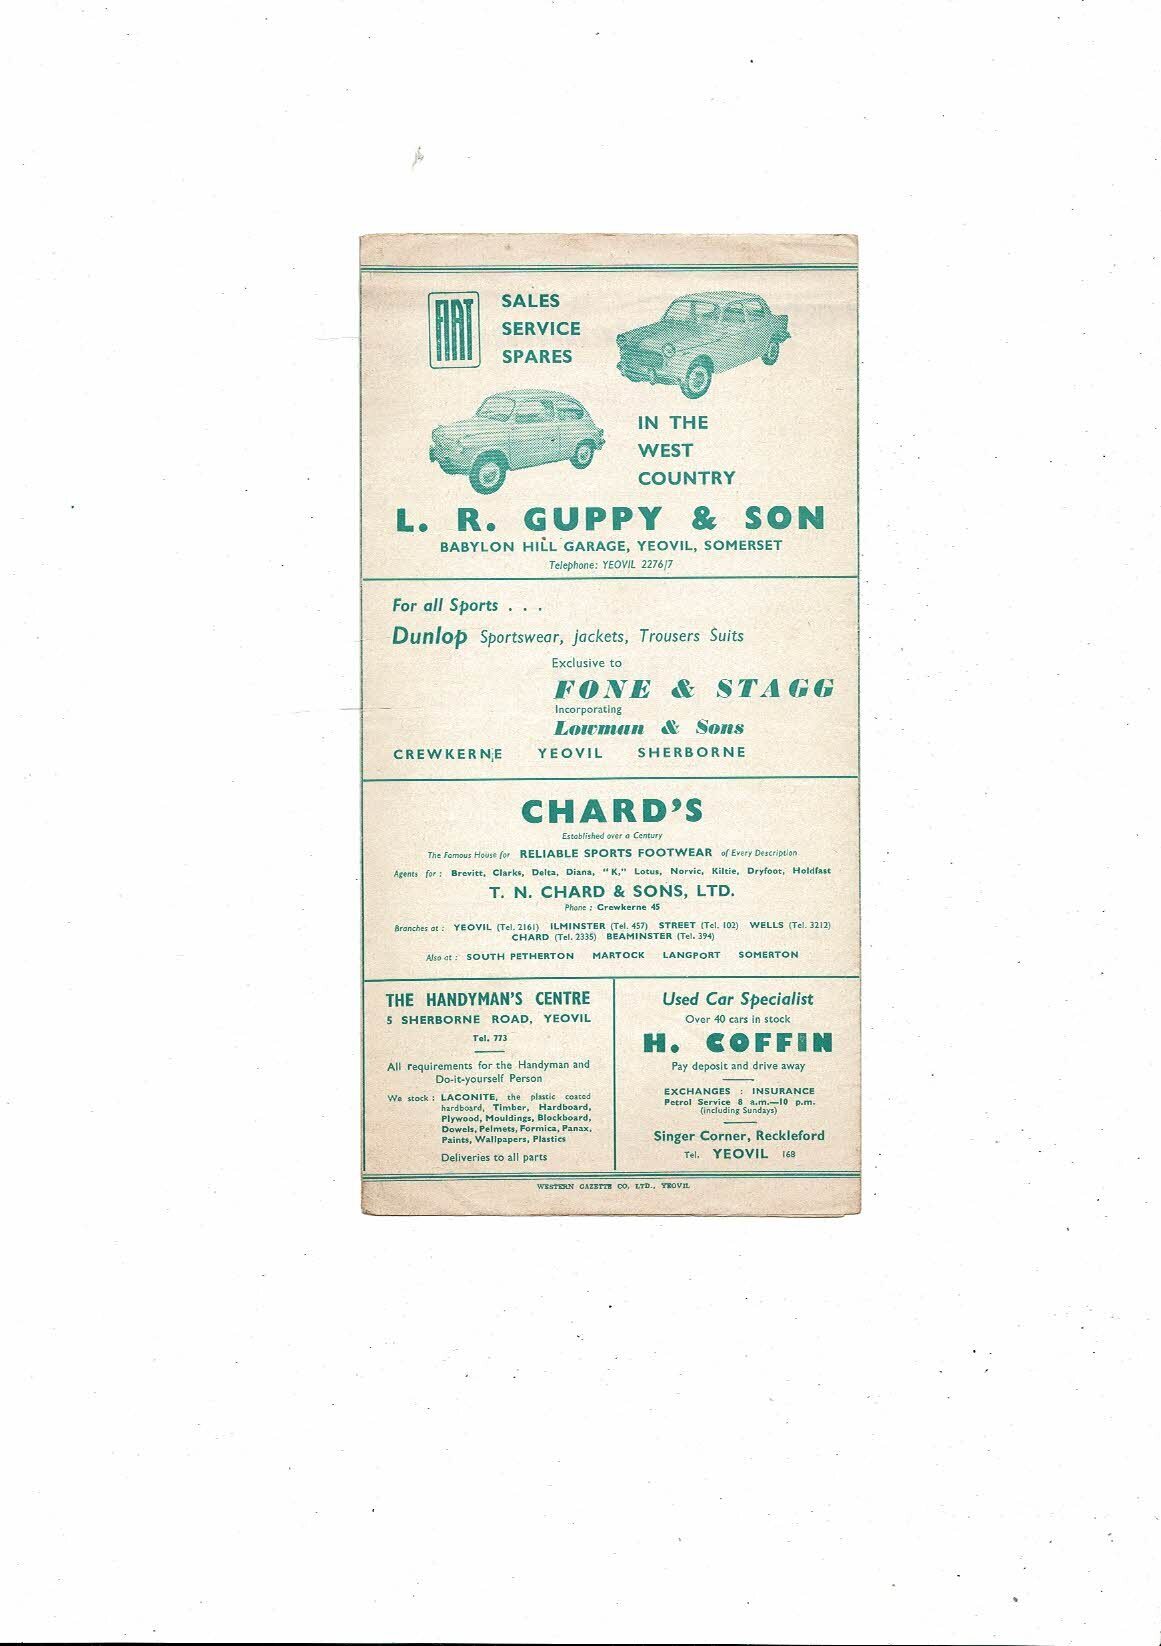 FIAT
SALES
SERVICE
SPARES
IN THE
WEST
COUNTRY
L. R. GUPPY & SON
BABYLON HILL GARAGE, YEOVIL, SOMERSET
Telephone: YEOVIL 2276/7
For all Sports . . .
Dunlop Sportswear, jackets, Trousers Suits
Exclusive to
FONE & STAGG
Incorporating
Lowman & Sons
CREWKERNE YEOVIL SHERBORNE
CHARD'S
Established over a Century
The Famous House for RELIABLE SPORTS FOOTWEAR of Every Description
Agents for : Brevitt, Clarks, Delta, Diana, "K," Lotus, Norvic, Kiltie, Dryfoot, Holdfast
T. N. CHARD & SONS, LTD.
Phone : Crewkerne 45
Branches at : YEOVIL (Tel. 2161) ILMINSTER (Tel. 457) STREET (Tel. 102) WELLS (Tel. 3212)
CHARD (Tel. 2335) BEAMINSTER (Tel. 394)
Also at : SOUTH PETHERTON MARTOCK LANGPORT SOMERTON
THE HANDYMAN'S CENTRE
5 SHERBORNE ROAD, YEOVIL
Tel. 773
All requirements for the Handyman and
Do-it-yourself Person
We stock : LACONITE, the plastic coated
hardboard, Timber, Hardboard,
Plywood, Mouldings, Blockboard,
Dowels, Pelmets, Formica, Panax,
Paints, Wallpapers, Plastics
Deliveries to all parts
Used Car Specialist
Over 40 cars in stock
H. COFFIN
Pay deposit and drive away
EXCHANGES : INSURANCE
Petrol Service 8 a.m.—10 p.m.
(including Sundays)
Singer Corner, Reckleford
Tel. YEOVIL 168
WESTERN GAZETTE CO. LTD., YEOVIL